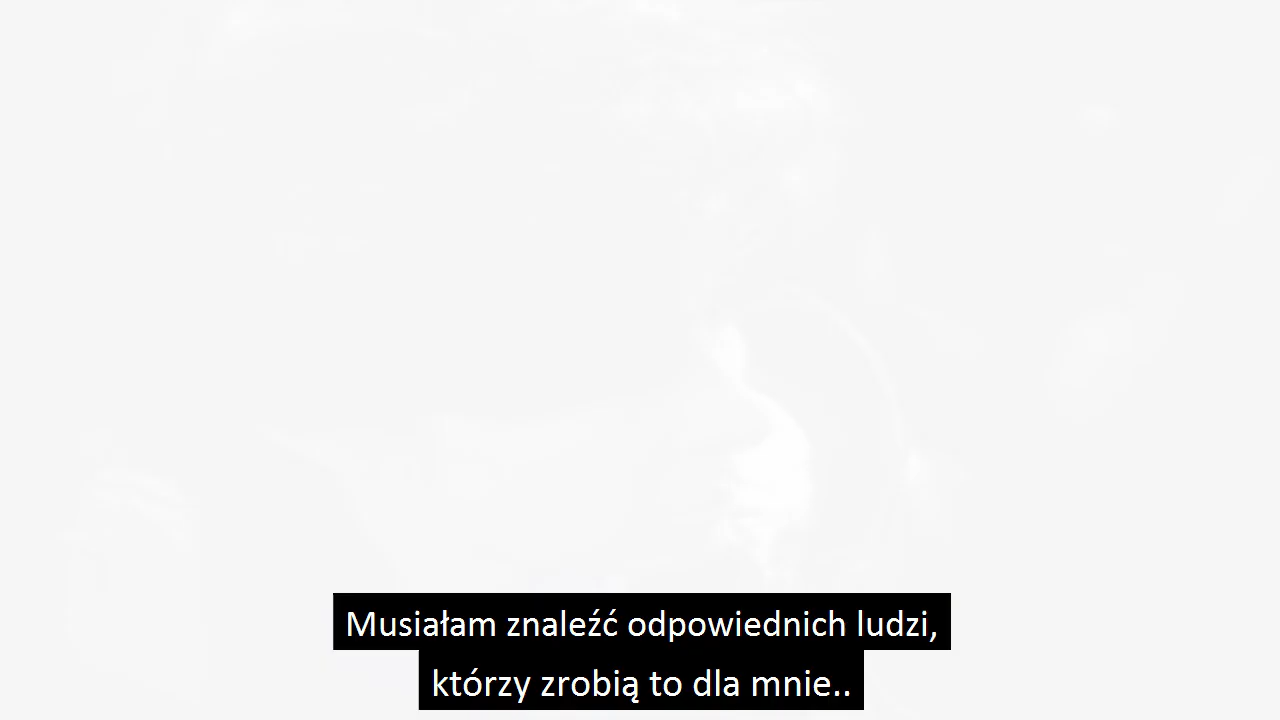 Musiałam znaleźć odpowiednich ludzi,
którzy zrobią to dla mnie..